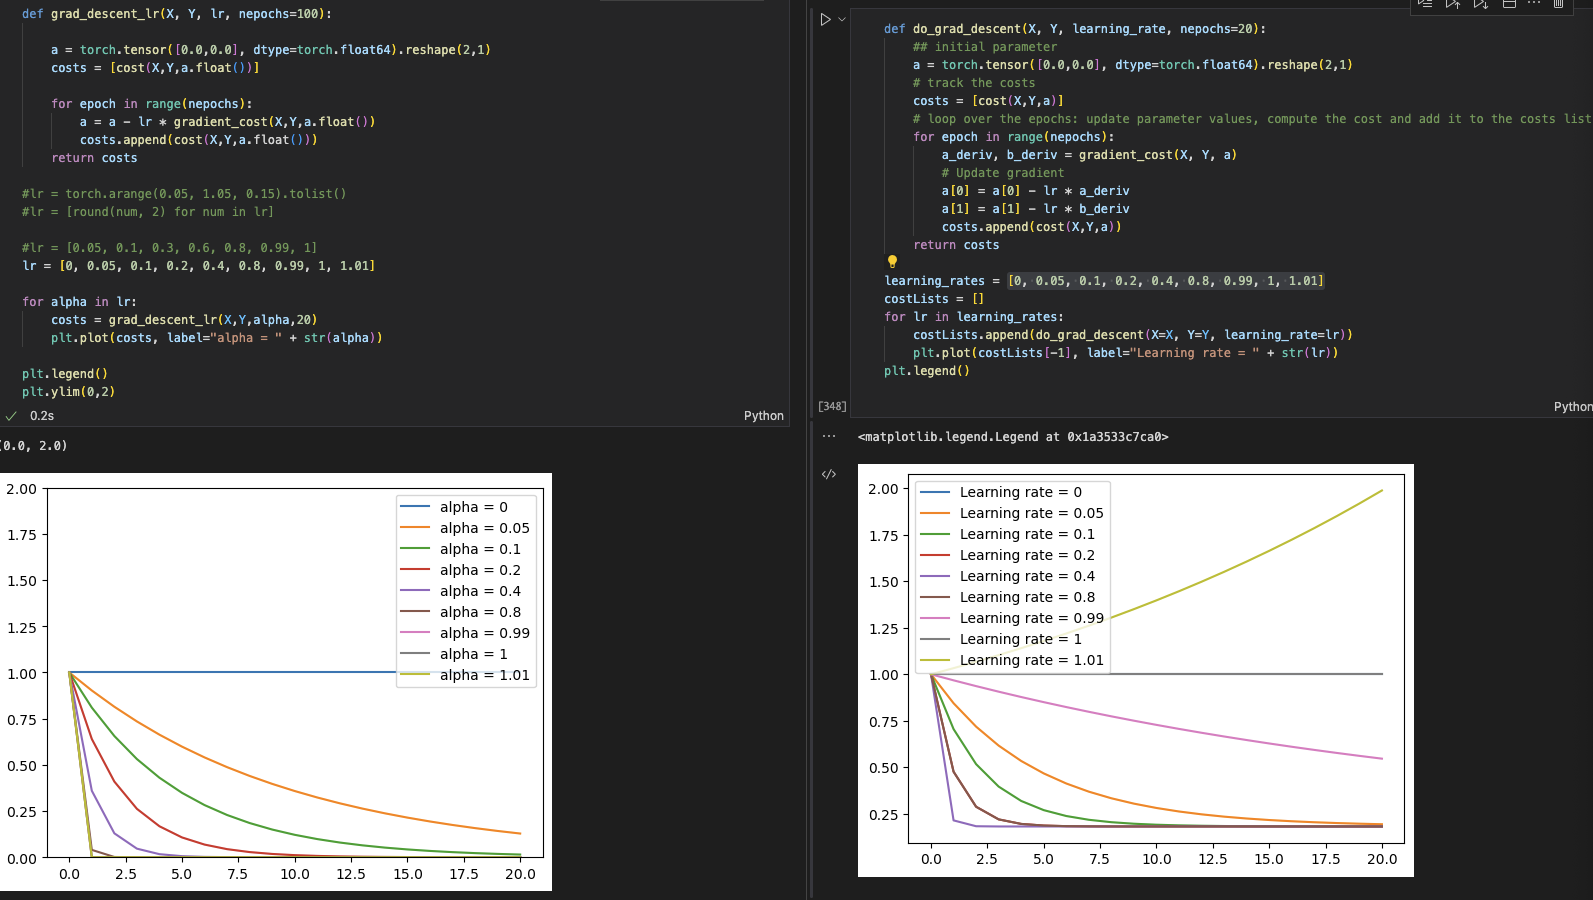 def grad_descent_lr(X, Y, lr, nepochs=100):
a = torch.tensor([0.0,0.0], dtype=torch.float64).reshape(2,1)
costs = [cost(X,Y,a.float())]
for epoch in range(nepochs):
a = a - lr * gradient_cost(X,Y,a.float())
costs.append(cost(X,Y,a.float()))
return costs
#lr = torch.arange(0.05, 1.05, 0.15).tolist()
#lr = [round(num, 2) for num in lr]
#lr = [0.05, 0.1, 0.3, 0.6, 0.8, 0.99, 1]
lr = [0, 0.05, 0.1, 0.2, 0.4, 0.8, 0.99, 1, 1.01]
for alpha in lr:
costs = grad_descent_lr(X,Y,alpha,20)
plt.plot(costs, label="alpha = " + str(alpha))
plt.legend()
plt.ylim(0,2)
0.2s
Python
(0.0, 2.0)
2.00
1.75
1.50
1.25
1.00
0.75
0.50
0.25
0.00
alpha = 0
alpha = 0.05
alpha = 0.1
alpha = 0.2
alpha = 0.4
alpha = 0.8
alpha = 0.99
alpha = 1
alpha = 1.01
0.0 2.5 5.0 7.5 10.0 12.5 15.0 17.5 20.0
def do_grad_descent(X, Y, learning_rate, nepochs=20):
## initial parameter
a = torch.tensor([0.0,0.0], dtype=torch.float64).reshape(2,1)
# track the costs
costs = [cost(X,Y,a)]
# loop over the epochs: update parameter values, compute the cost and add it to the costs list
for epoch in range(nepochs):
a_deriv, b_deriv = gradient_cost(X, Y, a)
# Update gradient
a[0] = a[0] - lr * a_deriv
a[1] = a[1] - lr * b_deriv
costs.append(cost(X,Y,a))
return costs
learning_rates = [0, 0.05, 0.1, 0.2, 0.4, 0.8, 0.99, 1, 1.01]
costLists = []
for lr in learning_rates:
costLists.append(do_grad_descent(X=X, Y=Y, learning_rate=lr))
plt.plot(costLists[-1], label="Learning rate = " + str(lr))
plt.legend()
[348]
Python
<matplotlib.legend.Legend at 0x1a3533c7ca0>
2.00
1.75
1.50
1.25
1.00
0.75
0.50
0.25
Learning rate = 0
Learning rate = 0.05
Learning rate = 0.1
Learning rate = 0.2
Learning rate = 0.4
Learning rate = 0.8
Learning rate = 0.99
Learning rate = 1
Learning rate = 1.01
0.0 2.5 5.0 7.5 10.0 12.5 15.0 17.5 20.0